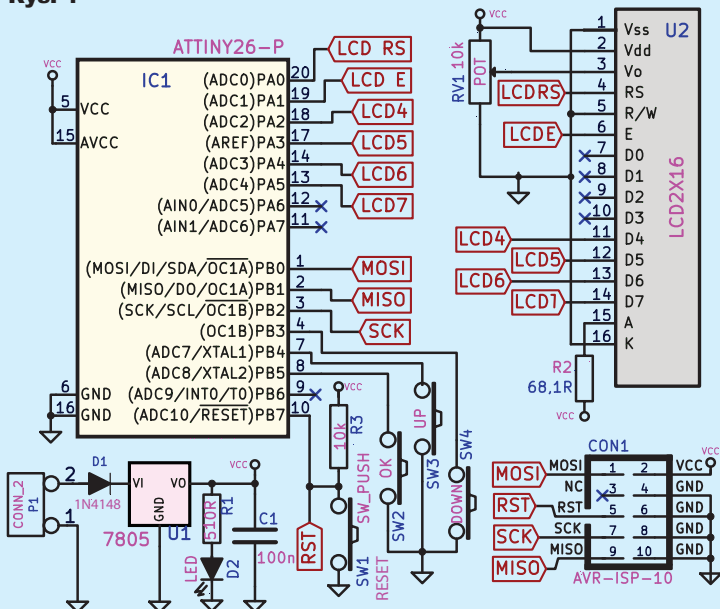 Rys. 1
ATTINY26-P
IC1
VCC
5 VCC
15 AVCC
6 GND
16 GND
(ADC0)PA0 20 LCD RS
(ADC1)PA1 19 LCD E
(ADC2)PA2 18 LCD4
(AREF)PA3 17 LCD5
(ADC3)PA4 14 LCD6
(ADC4)PA5 13 LCD7
(AIN0/ADC5)PA6 12
(AIN1/ADC6)PA7 11
(MOSI/DI/SDA/OC1A)PB0 1 MOSI
(MISO/DO/OC1A)PB1 2 MISO
(SCK/SCL/OC1B)PB2 3 SCK
(OC1B)PB3 4
(ADC7/XTAL1)PB4 7
(ADC8/XTAL2)PB5 8
(ADC9/INT0/T0)PB6 9
(ADC10/RESET)PB7 10
VCC
RV1 10k
POT
U2
LCD2X16
1 Vss
2 Vdd
3 Vo
LCDRS 4 RS
5 R/W
LCDE 6 E
7 D0
8 D1
9 D2
10 D3
LCD4 11 D4
LCD5 12 D5
LCD6 13 D6
LCD7 14 D7
15 A
16 K
R2
68,1R
VCC
VCC
10k
R3
RST
SW_PUSH
SW1
RESET
OK
SW2
UP
SW3
DOWN
SW4
CONN_2
P1
2
1
D1
1N4148
VI VO
GND
7805 U1
510R
R1
LED
D2
VCC
C1
100n
CON1
MOSI MOSI 1 2 VCC
VCC
NC 3 4 GND
RST RST 5 6 GND
SCK SCK 7 8 GND
MISO MISO 9 10 GND
AVR-ISP-10